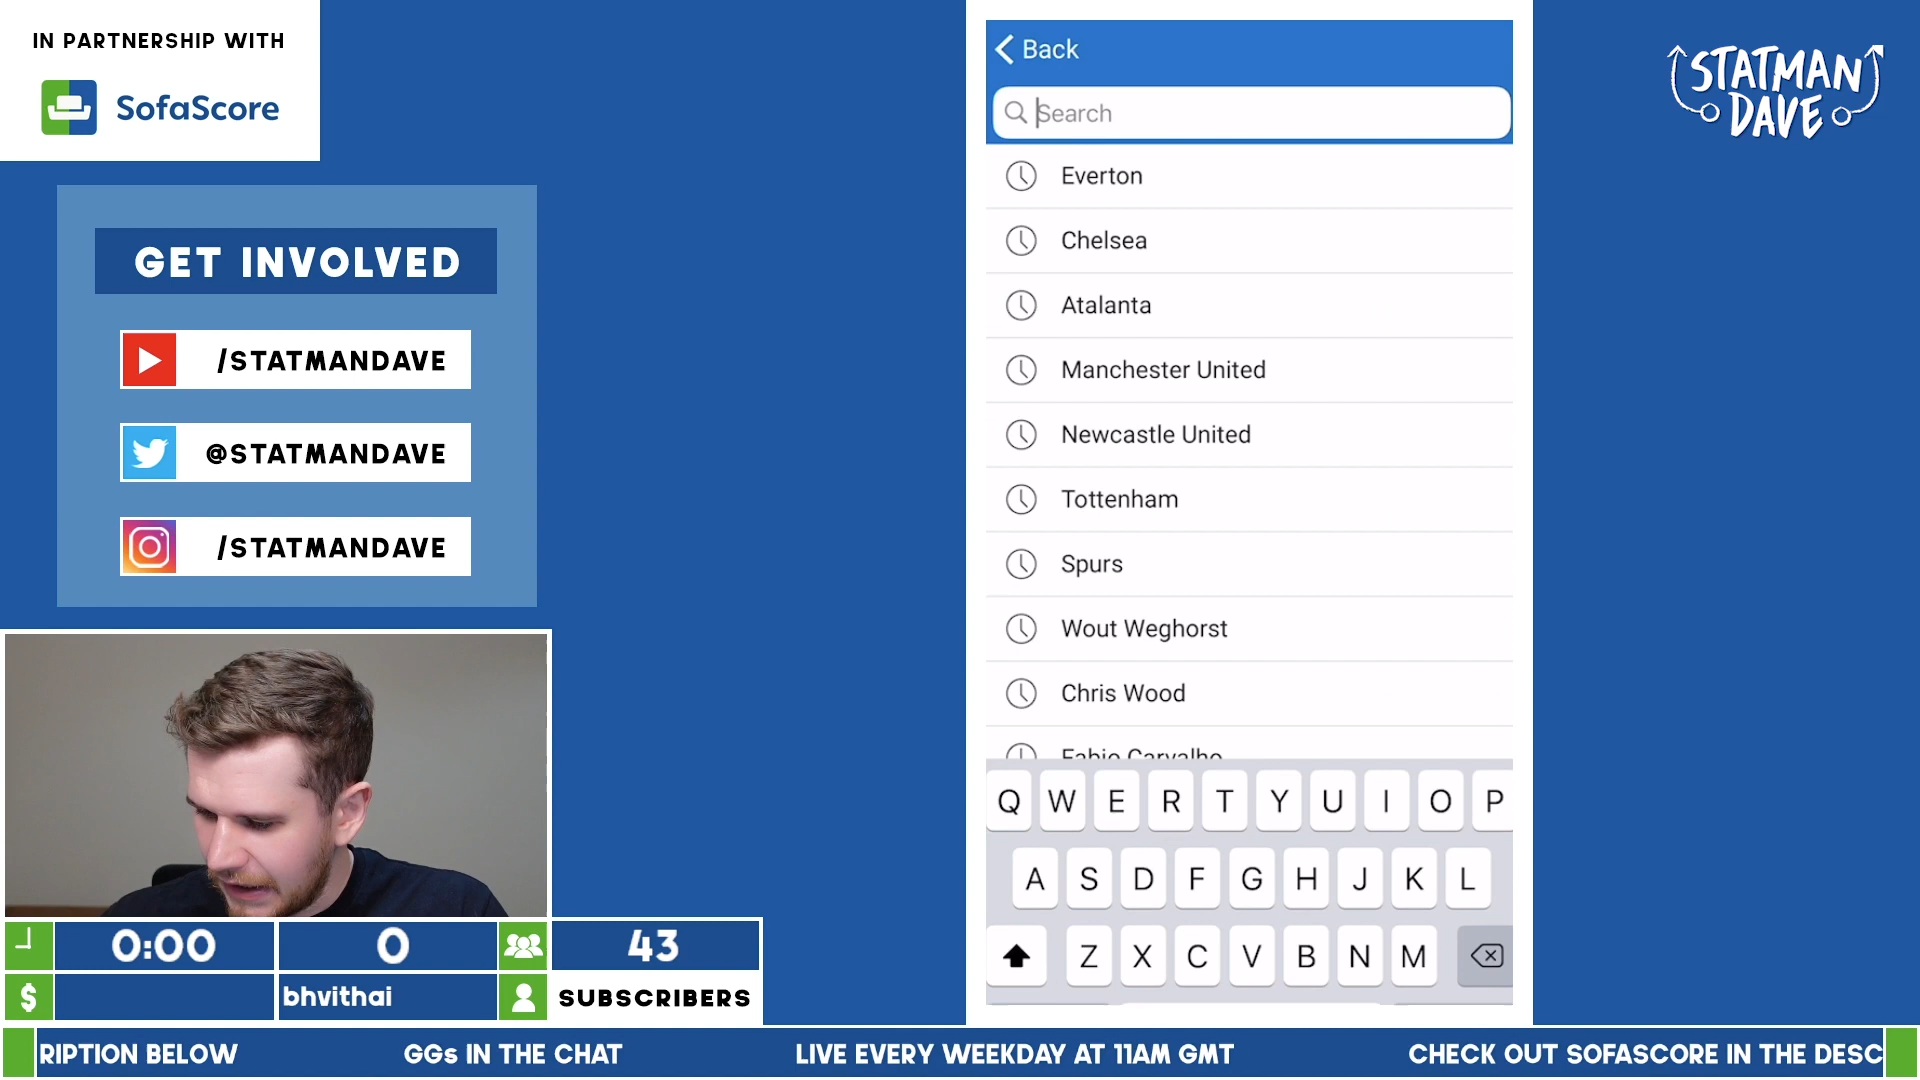 IN PARTNERSHIP WITH
SofaScore
GET INVOLVED
/STATMANDAVE
@STATMANDAVE
/STATMANDAVE
0:00
0
43
$
bhvithai
SUBSCRIBERS
Back
Search
Everton
Chelsea
Atalanta
Manchester United
Newcastle United
Tottenham
Spurs
Wout Weghorst
Chris Wood
Fabio Carvalho
Q W E R T Y U I O P
A S D F G H J K L
Z X C V B N M
STATMAN
DAVE
RIPTION BELOW GGs IN THE CHAT LIVE EVERY WEEKDAY AT 11AM GMT CHECK OUT SOFASCORE IN THE DESC